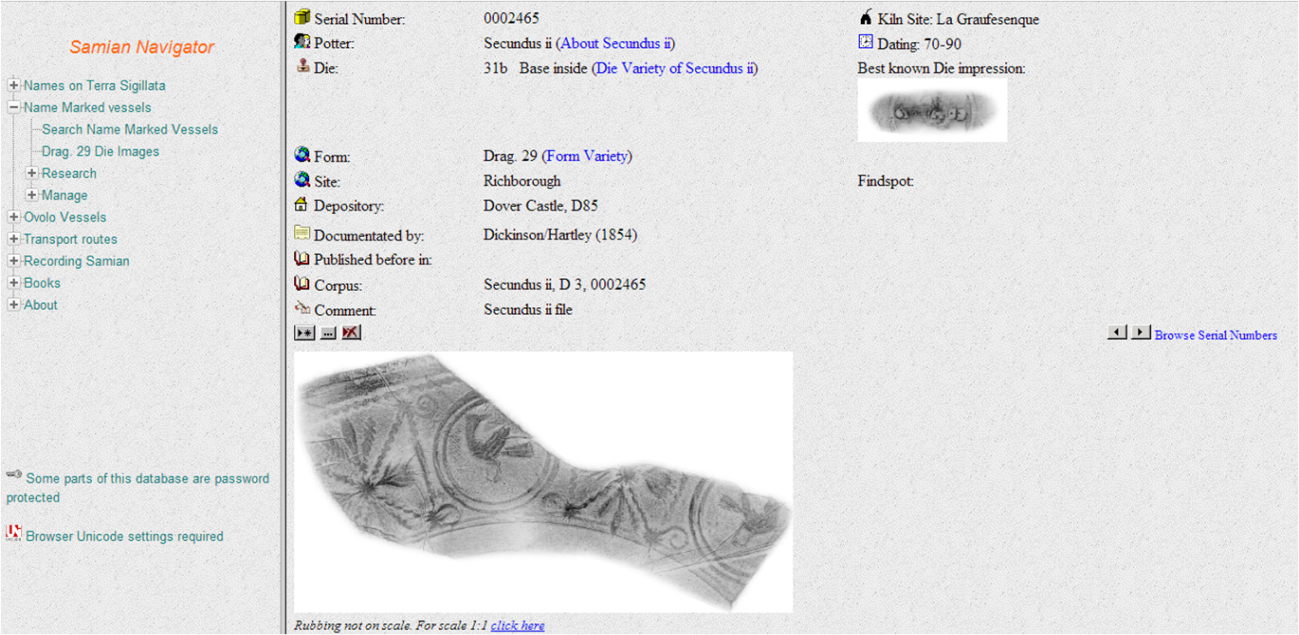 Samian Navigator
Names on Terra Sigillata
Name Marked vessels
Search Name Marked Vessels
Drag. 29 Die Images
Research
Manage
Ovolo Vessels
Transport routes
Recording Samian
Books
About
Some parts of this database are password
protected
Browser Unicode settings required
Serial Number: 0002465 Kiln Site: La Graufesenque
Potter: Secundus ii (About Secundus ii) Dating: 70-90
Die: 31b Base inside (Die Variety of Secundus ii) Best known Die impression:
Form: Drag. 29 (Form Variety)
Site: Richborough Findspot:
Depository: Dover Castle, D85
Documentated by: Dickinson/Hartley (1854)
Published before in:
Corpus: Secundus ii, D 3, 0002465
Comment: Secundus ii file
Browse Serial Numbers
Rubbing not on scale. For scale 1:1 click here